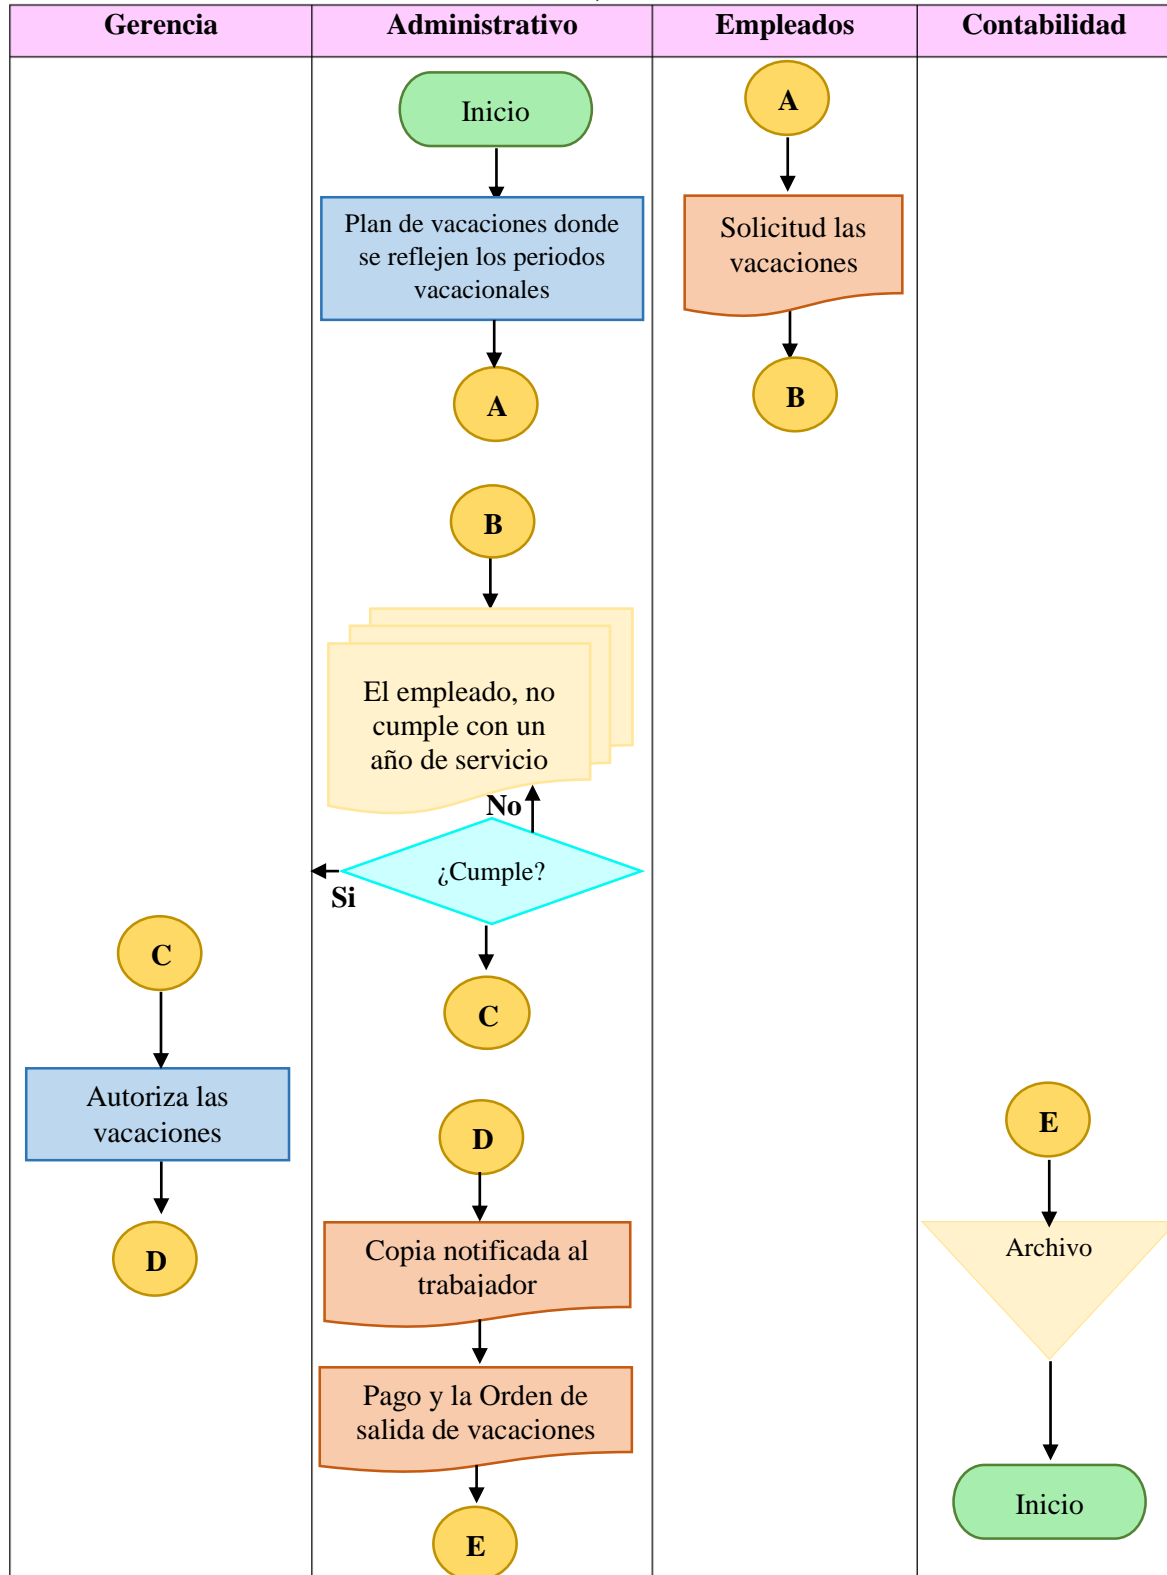 Gerencia
Administrativo
Empleados
Contabilidad
Inicio
Plan de vacaciones donde
se reflejen los periodos
vacacionales
A
A
Solicitud las
vacaciones
B
B
El empleado, no
cumple con un
año de servicio
No
¿Cumple?
Si
C
C
Autoriza las
vacaciones
D
D
Copia notificada al
trabajador
Pago y la Orden de
salida de vacaciones
E
E
Archivo
Inicio